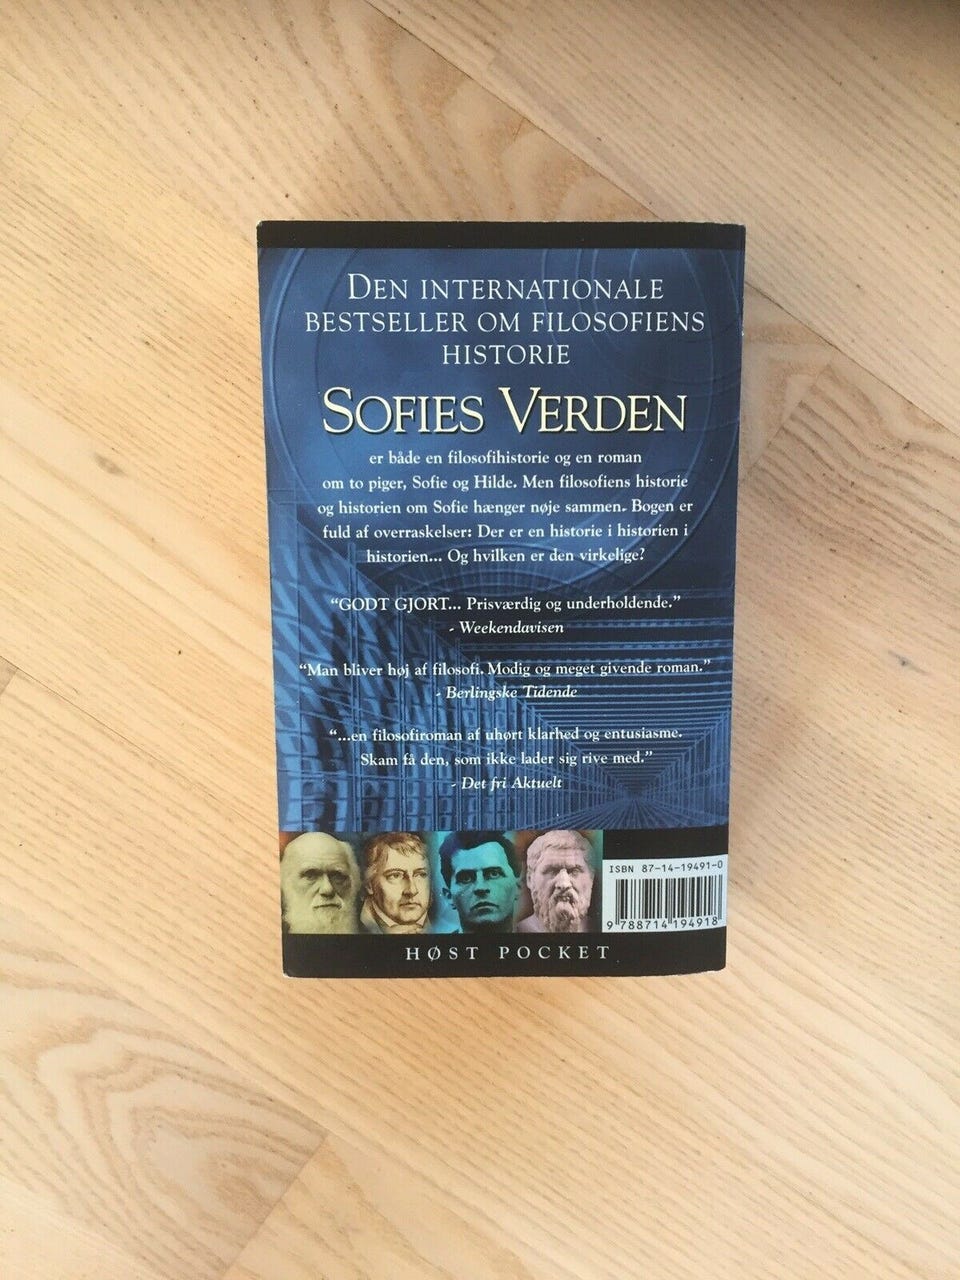 DEN INTERNATIONALE
BESTSELLER OM FILOSOFIENS
HISTORIE
SOFIES VERDEN
er både en filosofihistorie og en roman
om to piger, Sofie og Hilde. Men filosofiens historie
og historien om Sofie hænger nøje sammen. Bogen er
fuld af overraskelser: Der er en historie i historien i
historien... Og hvilken er den virkelige?
“GODT GJORT... Prisværdig og underholdende.”
- Weekendavisen
“Man bliver høj af filosofi. Modig og meget givende roman.”
- Berlingske Tidende
“...en filosofiroman af uhørt klarhed og entusiasme.
Skam få den, som ikke lader sig rive med.”
- Det fri Aktuelt
ISBN 87-14-19491-0
9 788714 194918
HØST POCKET